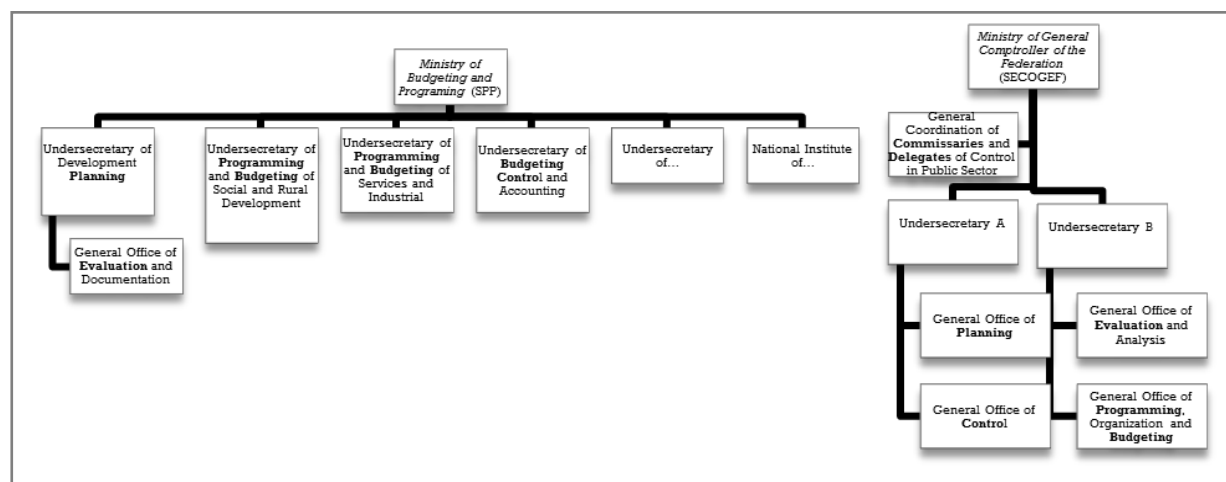 Ministry of
Budgeting and
Programing (SPP)
Undersecretary of
Development
Planning
Undersecretary of
Programming
and Budgeting of
Social and Rural
Development
Undersecretary of
Programming
and Budgeting of
Services and
Industrial
Undersecretary of
Budgeting
Control and
Accounting
Undersecretary
of...
National Institute
of...
General Office of
Evaluation and
Documentation
Ministry of General
Comptroller of the
Federation
(SECOGEF)
General
Coordination of
Commissaries and
Delegates of Control
in Public Sector
Undersecretary A
Undersecretary B
General Office of
Planning
General Office of
Evaluation and
Analysis
General Office of
Control
General Office of
Programming,
Organization and
Budgeting